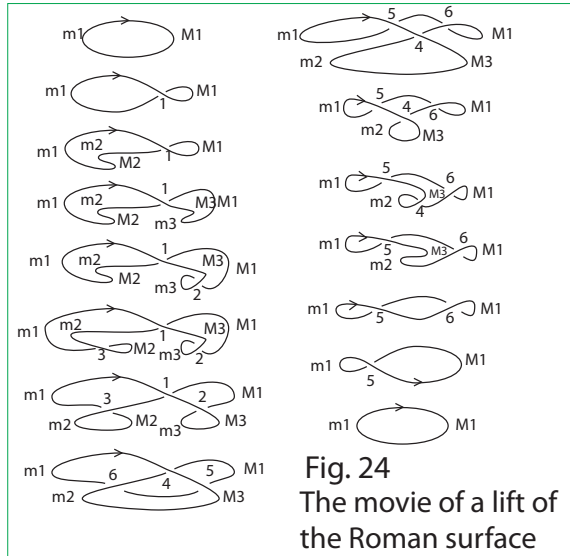 m1 M1
m1 M1
1
m2
m1 M1
1
M2
1
m2 M3 M1
m1
M2 m3
1
m2 M3
m1 M1
m3
M2 2
m1 m2 M3 M1
1
3 M2 m3 2
1
m1 3 2 M1
m2 M2 m3 M3
m1 6 4 5 M1
m2 M3
5 6
m1 M1
4
m2 M3
5
m1 4 M1
6
m2
M3
5 6
m1 M3 M1
m2
4
m1 6
5 M3 M1
m2
m1 M1
5 6
m1 M1
5
m1 M1
Fig. 24
The movie of a lift of
the Roman surface